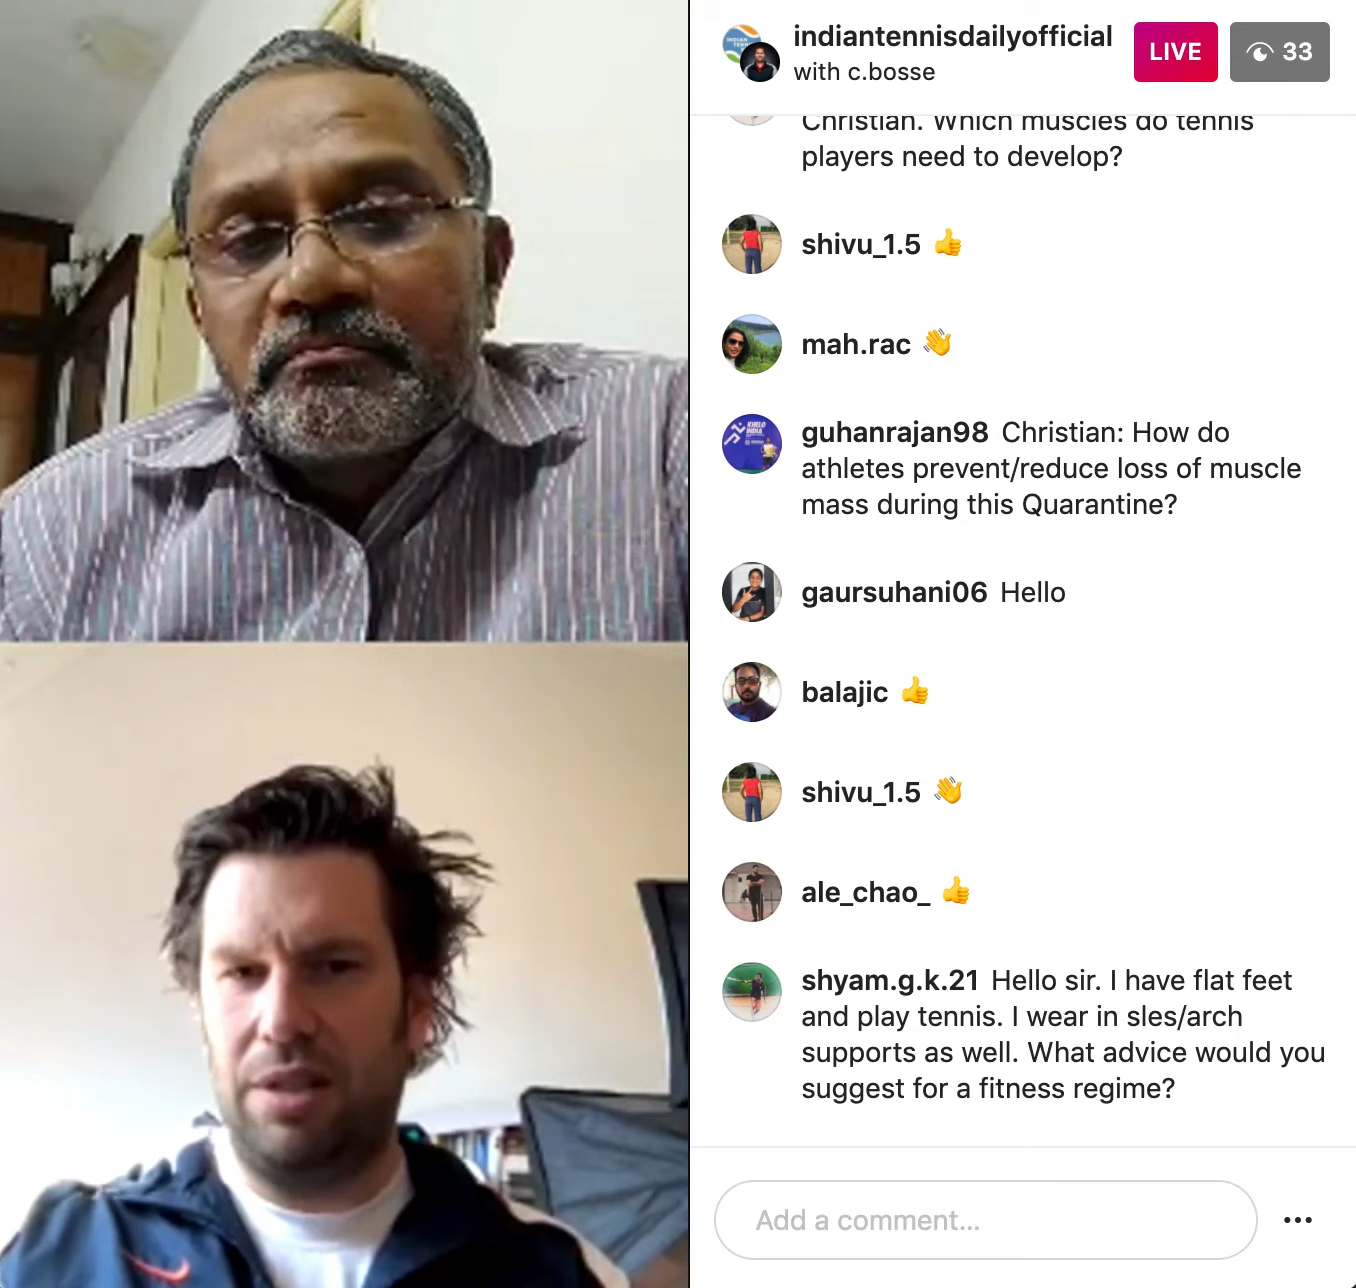 indiantennisdailyofficial
with c.bosse
LIVE
33
Christian. Which muscles do tennis
players need to develop?
shivu_1.5 👍
mah.rac 👋
guhanrajan98 Christian: How do
athletes prevent/reduce loss of muscle
mass during this Quarantine?
gaursuhani06 Hello
balajic 👍
shivu_1.5 👋
ale_chao_ 👍
shyam.g.k.21 Hello sir. I have flat feet
and play tennis. I wear in sles/arch
supports as well. What advice would you
suggest for a fitness regime?
Add a comment...
KHELO
INDIA